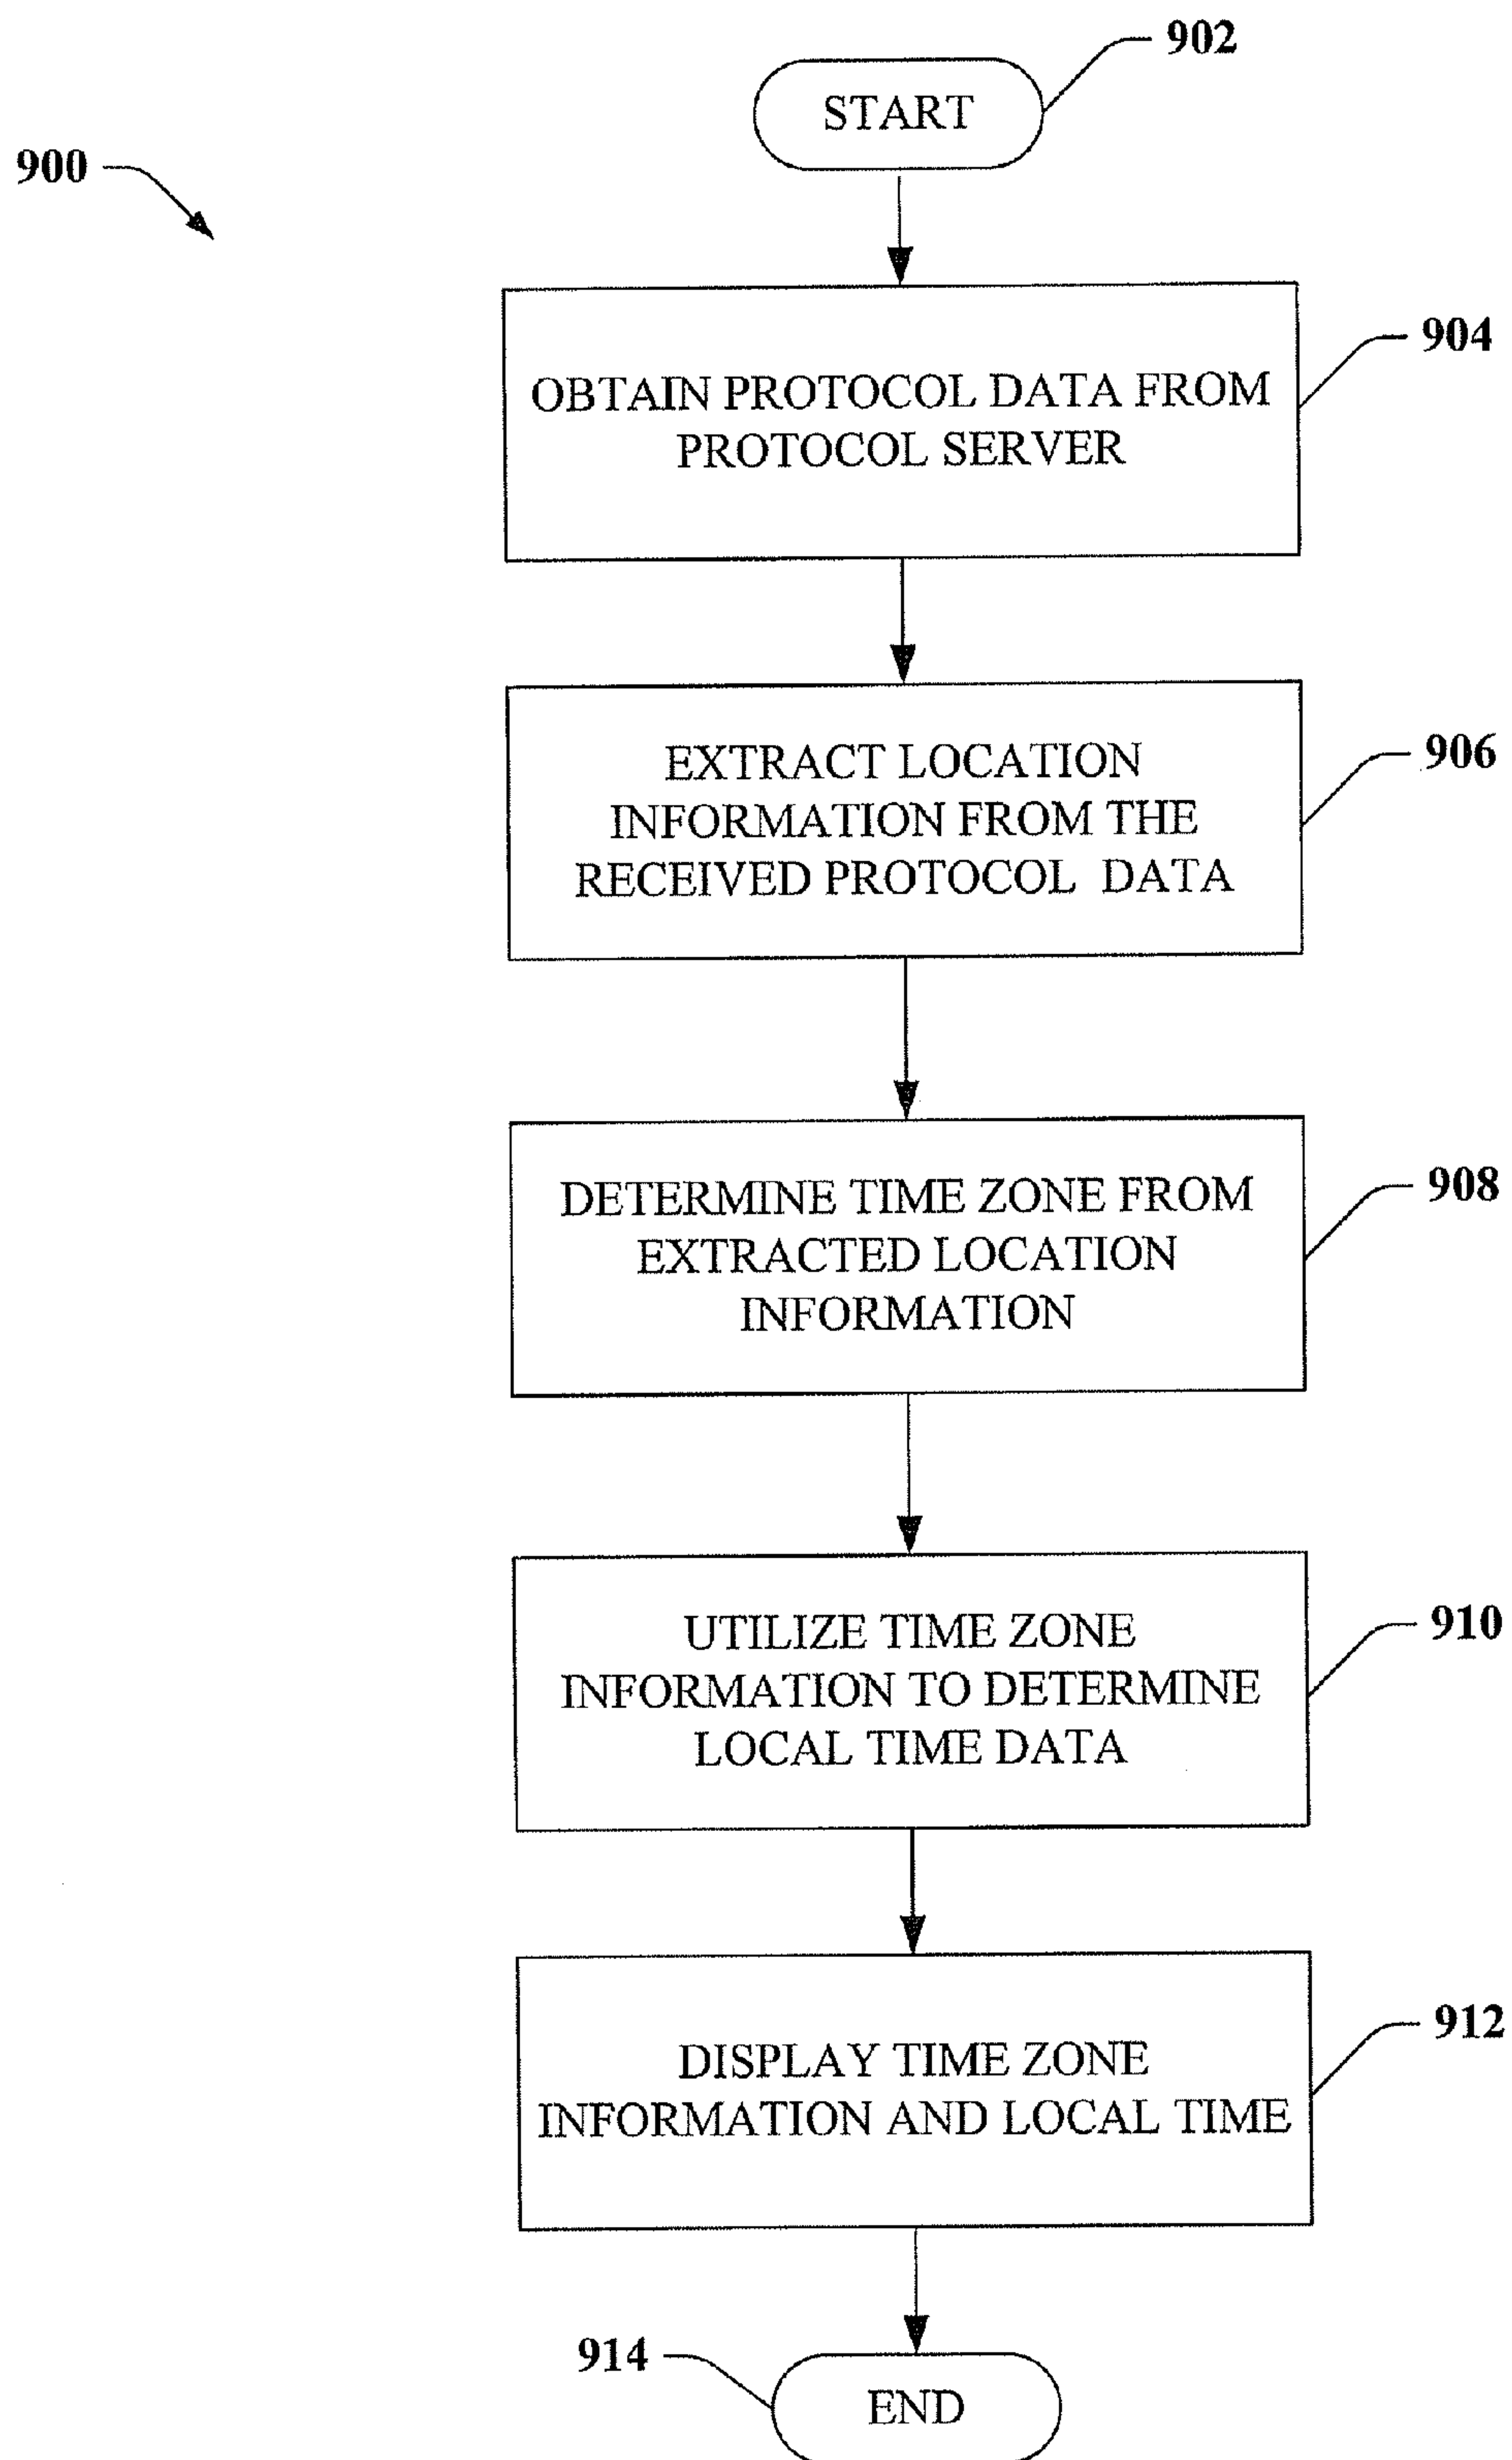 902
START
900
904
OBTAIN PROTOCOL DATA FROM
PROTOCOL SERVER
906
EXTRACT LOCATION
INFORMATION FROM THE
RECEIVED PROTOCOL DATA
908
DETERMINE TIME ZONE FROM
EXTRACTED LOCATION
INFORMATION
910
UTILIZE TIME ZONE
INFORMATION TO DETERMINE
LOCAL TIME DATA
912
DISPLAY TIME ZONE
INFORMATION AND LOCAL TIME
914
END